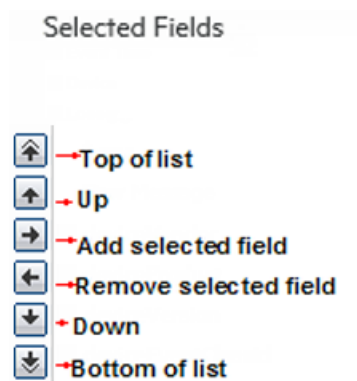 Selected Fields
Top of list
Up
Add selected field
Remove selected field
Down
Bottom of list